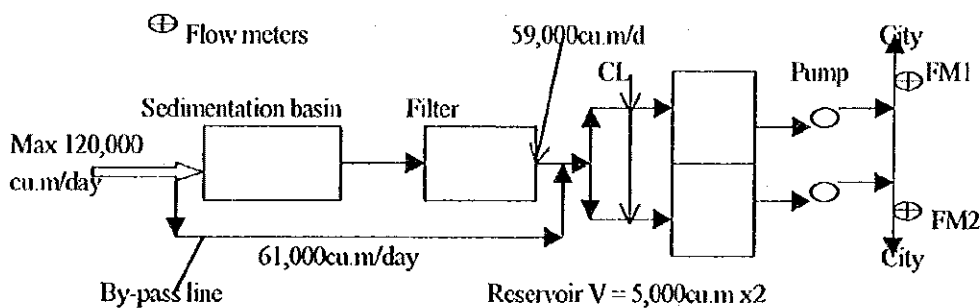 Flow meters
59,000cu.m/d
City
CL
Pump
FM1
Sedimentation basin
Filter
Max 120,000
cu.m/day
FM2
61,000cu.m/day
City
By-pass line
Reservoir V = 5,000cu.m x2